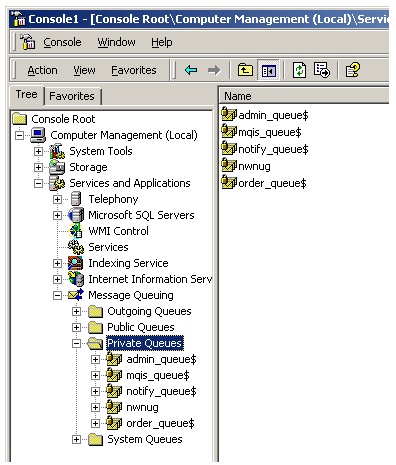 Console1 - [Console Root\Computer Management (Local)\Servic
Console Window Help
Action View Favorites
Tree Favorites
Console Root
Computer Management (Local)
System Tools
Storage
Services and Applications
Telephony
Microsoft SQL Servers
WMI Control
Services
Indexing Service
Internet Information Serv
Message Queuing
Outgoing Queues
Public Queues
Private Queues
admin_queue$
mqis_queue$
notify_queue$
nwnug
order_queue$
System Queues
Name
admin_queue$
mqis_queue$
notify_queue$
nwnug
order_queue$